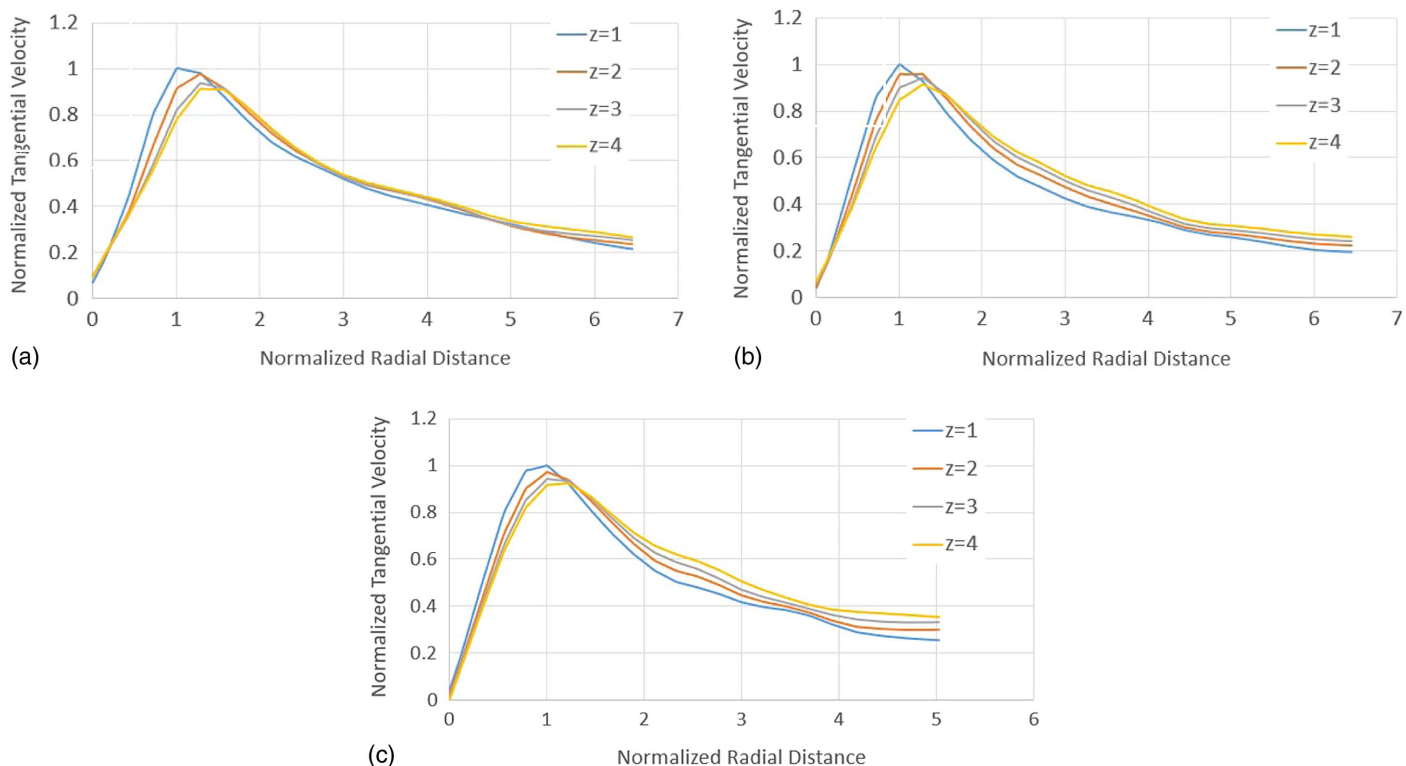 Normalized Tangential Velocity
1.2
1
0.8
0.6
0.4
0.2
0
0 1 2 3 4 5 6 7
z=1
z=2
z=3
z=4
Normalized Radial Distance
(a)
Normalized Tangential Velocity
1.2
1
0.8
0.6
0.4
0.2
0
0 1 2 3 4 5 6 7
z=1
z=2
z=3
z=4
Normalized Radial Distance
(b)
Normalized Tangential Velocity
1.2
1
0.8
0.6
0.4
0.2
0
0 1 2 3 4 5 6
z=1
z=2
z=3
z=4
Normalized Radial Distance
(c)